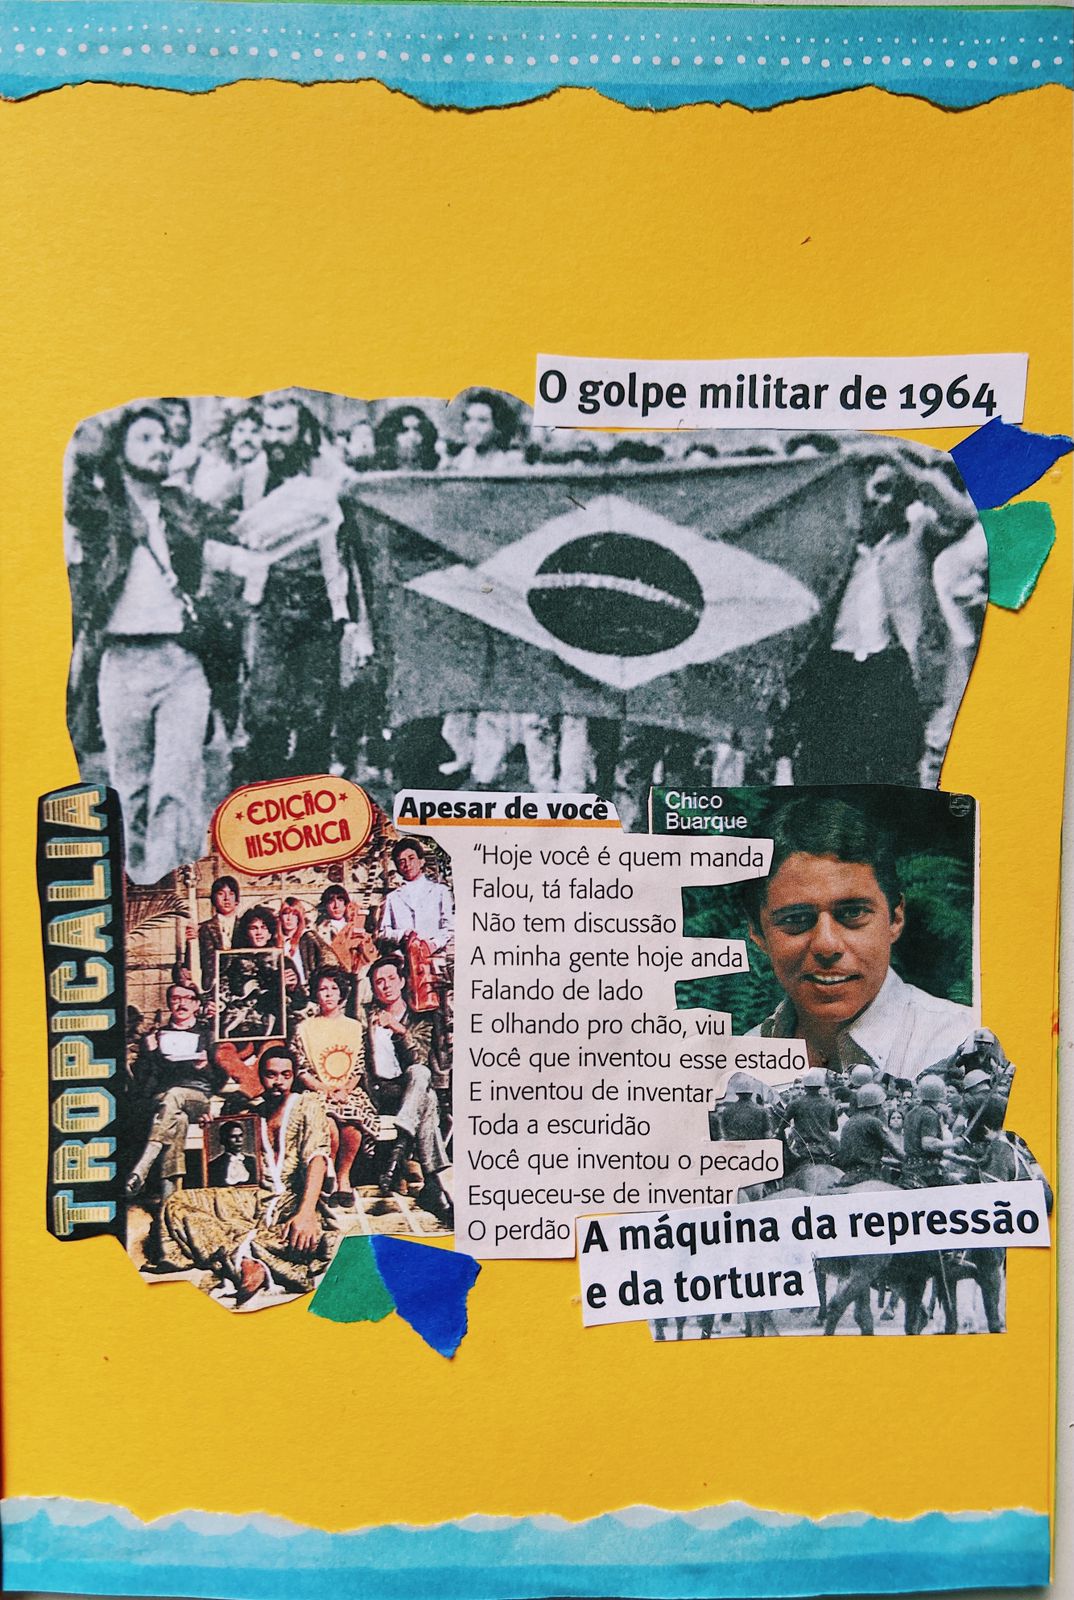 O golpe militar de 1964
TROPICALIA
EDIÇÃO
HISTÓRICA
Apesar de você
Chico
Buarque
“Hoje você é quem manda
Falou, tá falado
Não tem discussão
A minha gente hoje anda
Falando de lado
E olhando pro chão, viu
Você que inventou esse estado
E inventou de inventar
Toda a escuridão
Você que inventou o pecado
Esqueceu-se de inventar
O perdão
A máquina da repressão
e da tortura